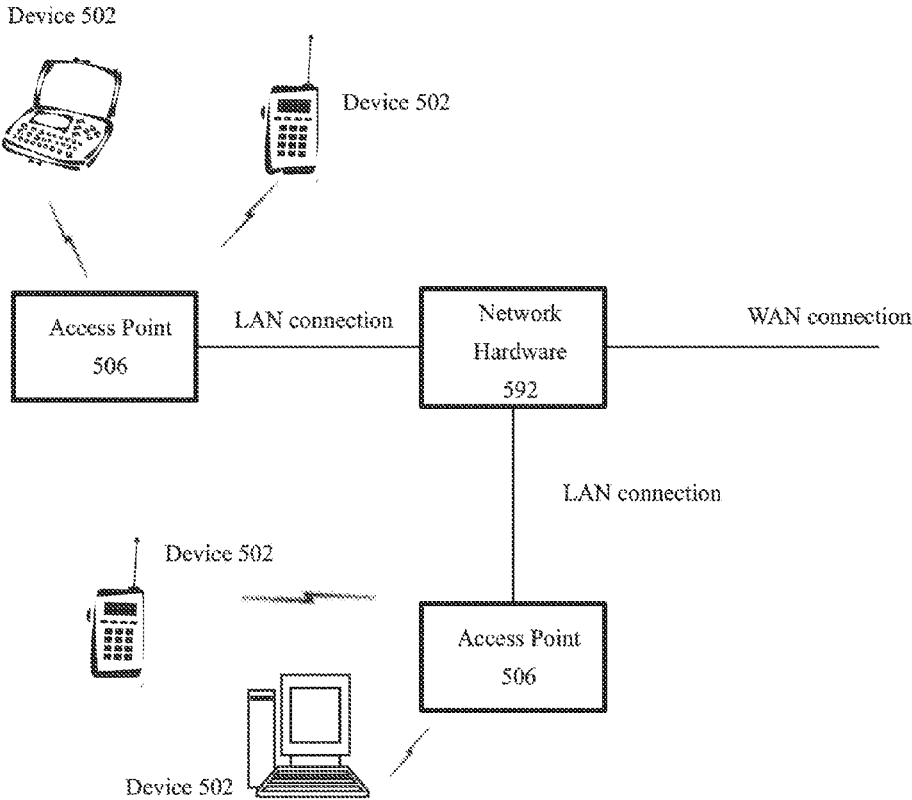 Device 502
Device 502
Access Point
506
LAN connection
Network
Hardware
592
WAN connection
LAN connection
Device 502
Access Point
506
Device 502